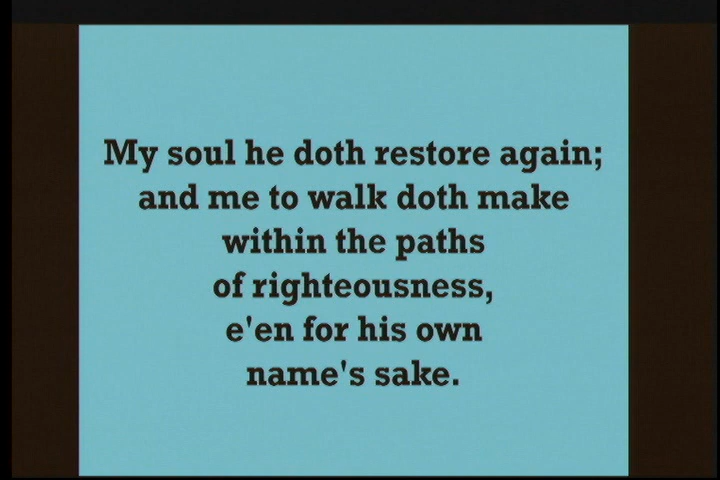 My soul he doth restore again;
and me to walk doth make
within the paths
of righteousness,
e'en for his own
name's sake.